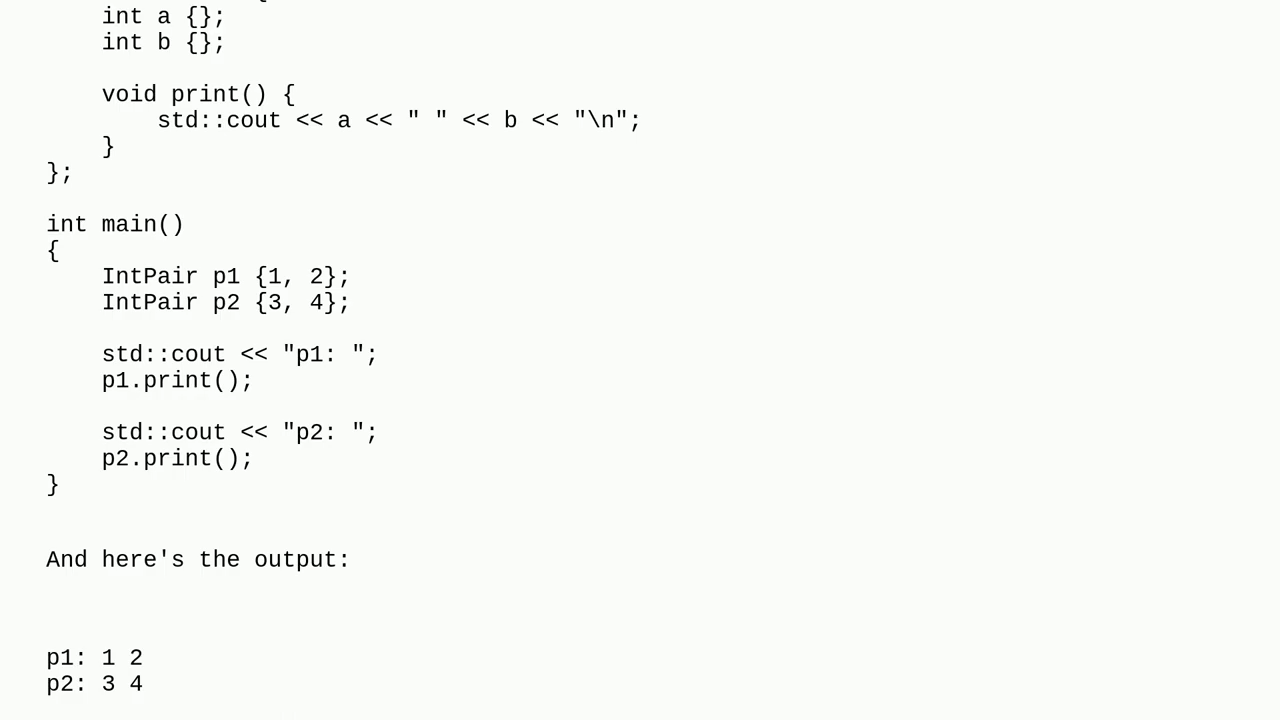 int a {};
int b {};
void print() {
std::cout << a << " " << b << "\n";
}
};
int main()
{
IntPair p1 {1, 2};
IntPair p2 {3, 4};
std::cout << "p1: ";
p1.print();
std::cout << "p2: ";
p2.print();
}
And here's the output:
p1: 1 2
p2: 3 4